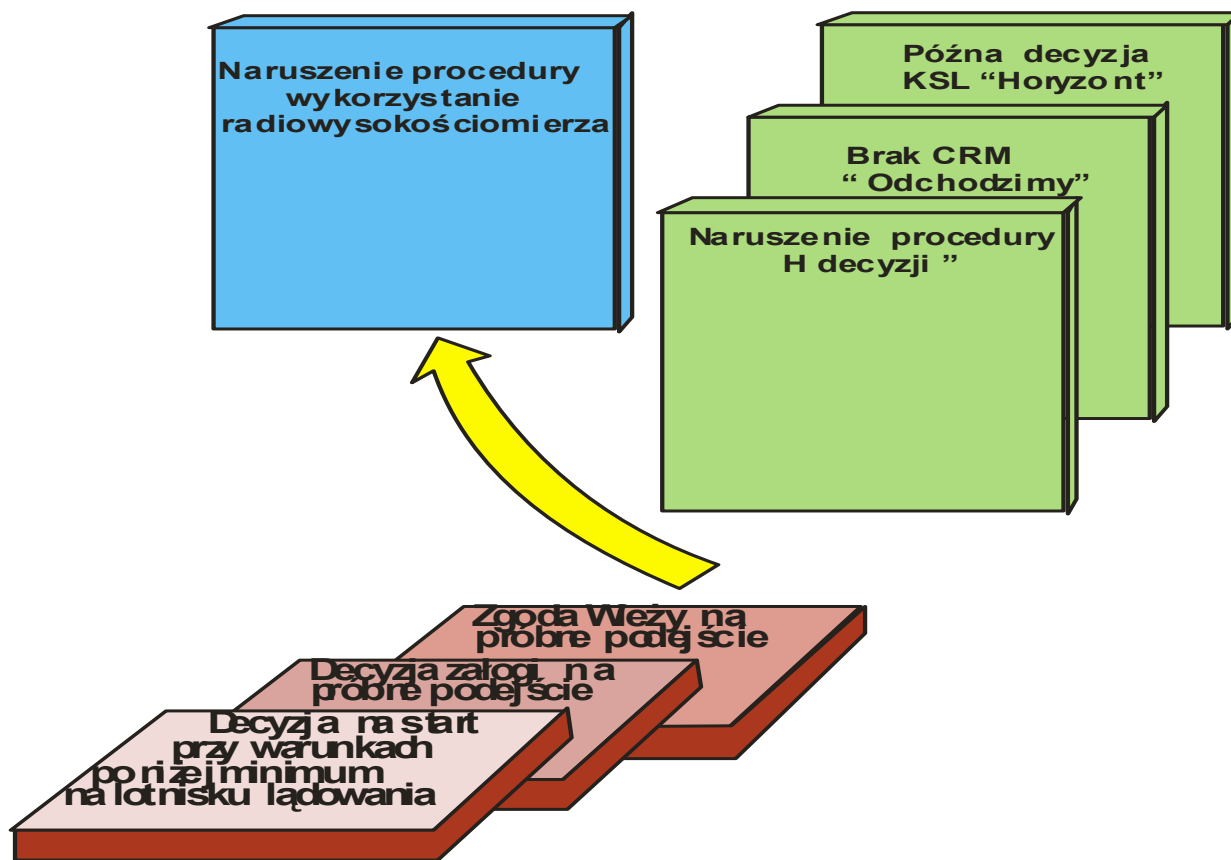 Naruszenie procedury
wykorzystanie
radiowysokościomierza
Późna decyzja
KSL “Horyzont”
Brak CRM
“ Odchodzimy”
Naruszenie procedury
H decyzji ”
Zgoda Wieży na
próbne podejście
Decyzja załogi na
próbne podejście
Decyzja na start
przy warunkach
poniżej minimum
na lotnisku lądowania